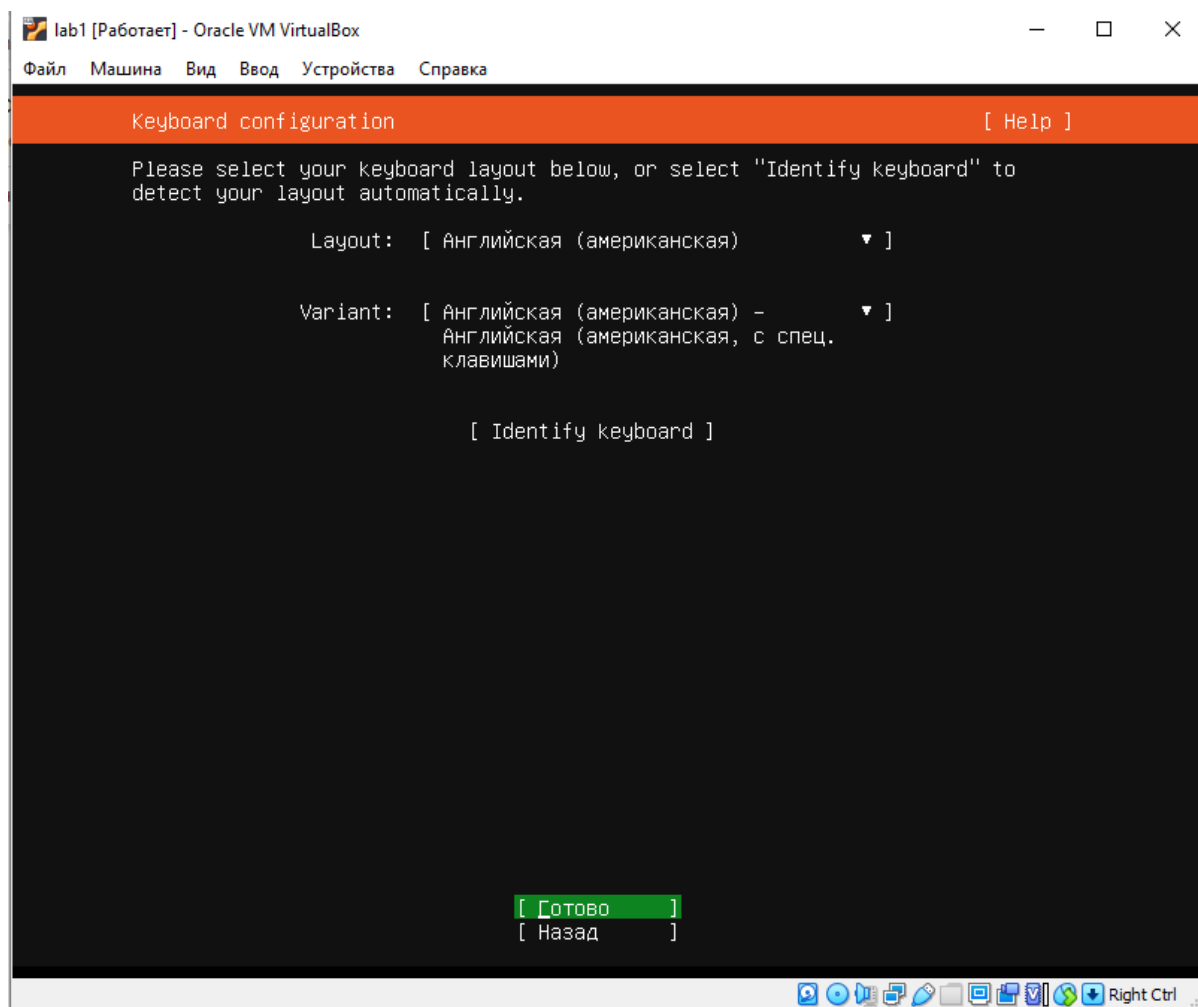 lab1 [Работает] - Oracle VM VirtualBox
Файл Машина Вид Ввод Устройства Справка
Keyboard configuration [ Help ]
Please select your keyboard layout below, or select "Identify keyboard" to
detect your layout automatically.
Layout: [ Английская (американская) ▾ ]
Variant: [ Английская (американская) – ▾ ]
Английская (американская, с спец.
клавишами)
[ Identify keyboard ]
[ Готово ]
[ Назад ]
Right Ctrl